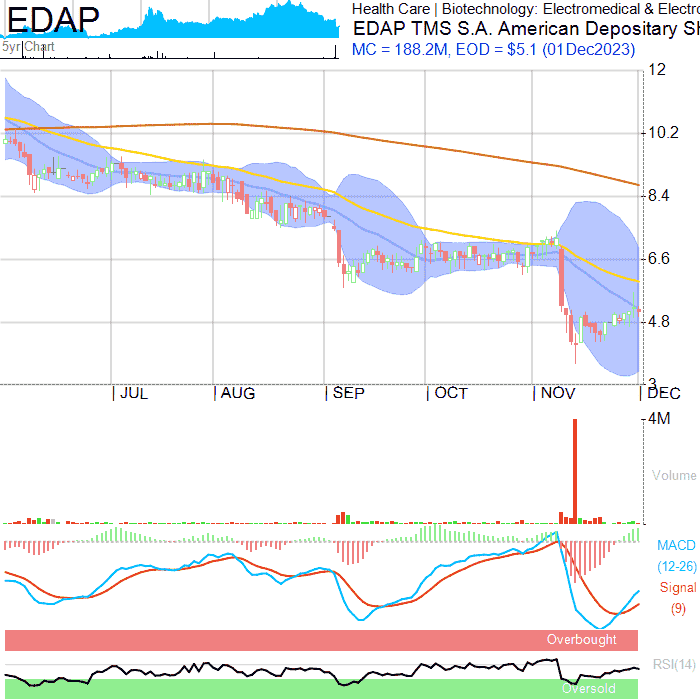 EDAP
5yr Chart
Health Care | Biotechnology: Electromedical & Electro
EDAP TMS S.A. American Depositary Sh
MC = 188.2M, EOD = $5.1 (01Dec2023)
12
10.2
8.4
6.6
4.8
3
JUL
AUG
SEP
OCT
NOV
DEC
4M
Volume
MACD
(12-26)
Signal
(9)
Overbought
RSI(14)
Oversold